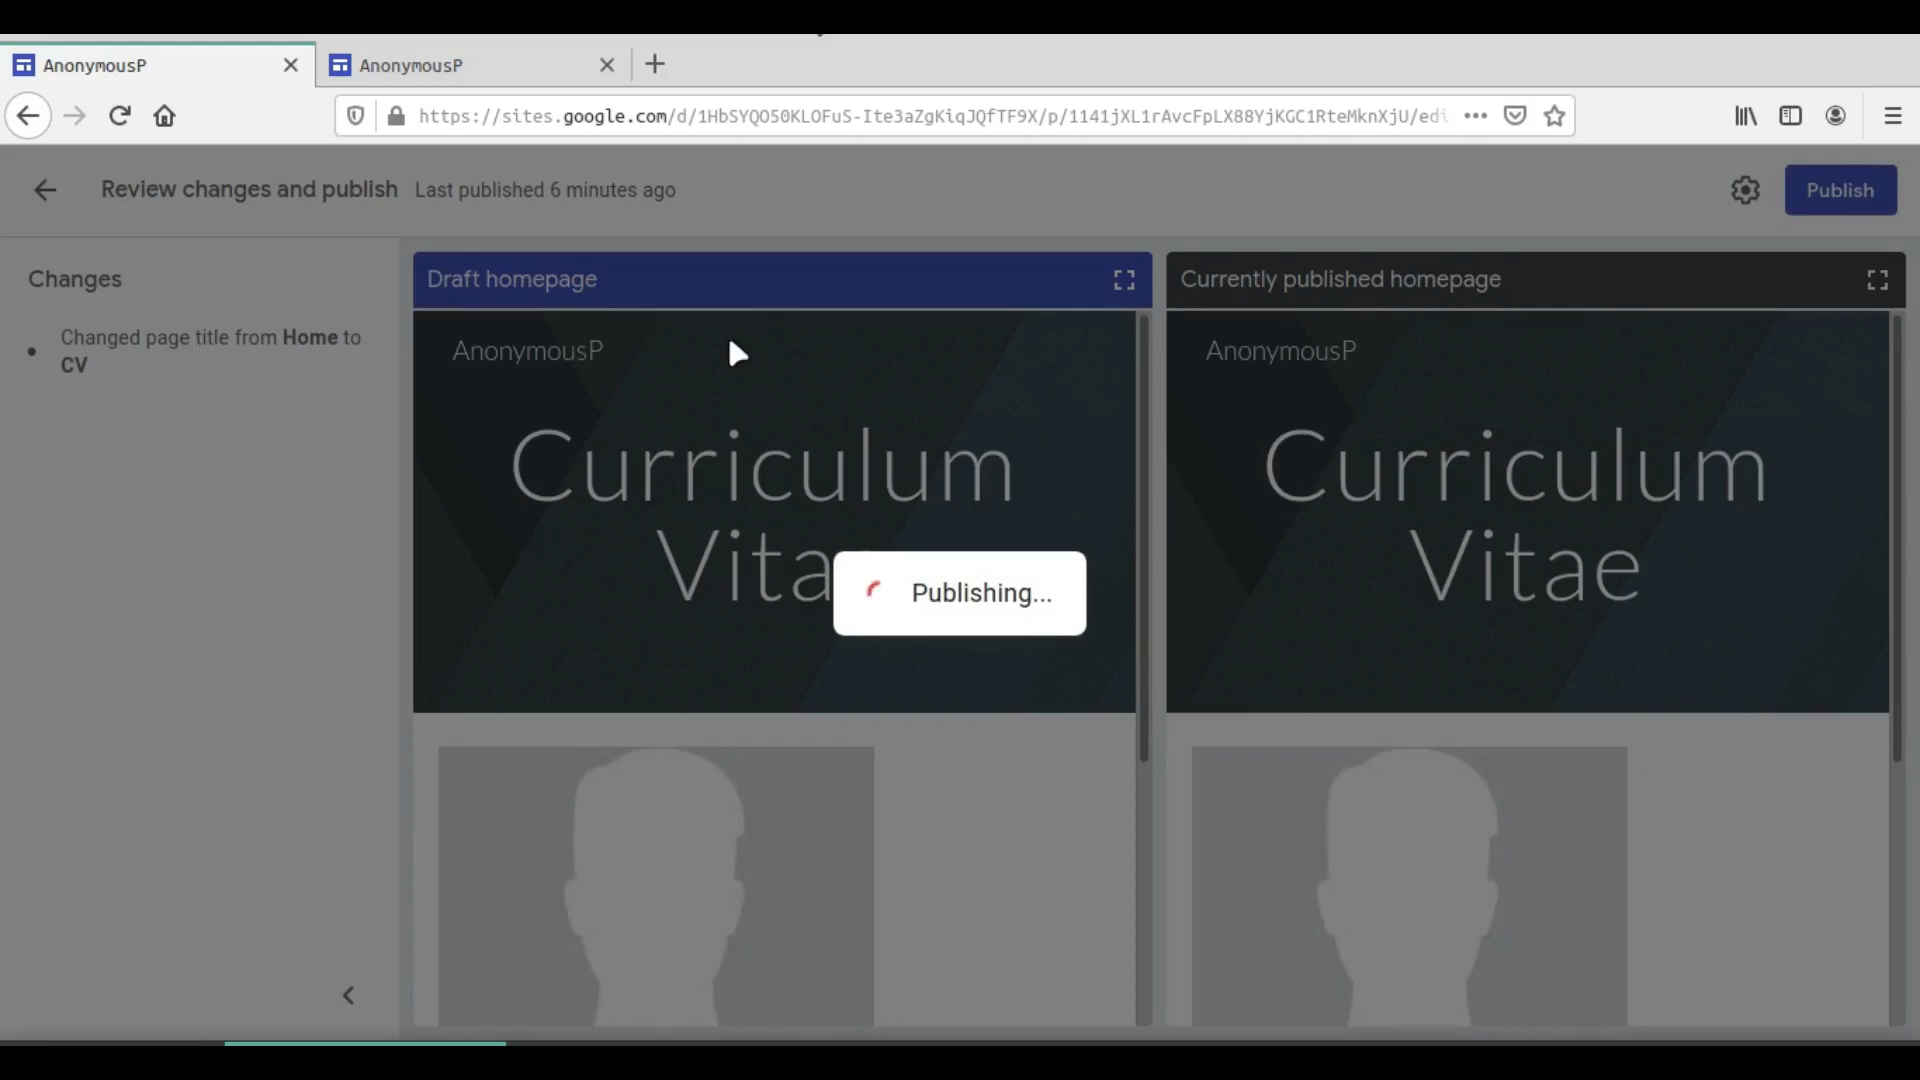 AnonymousP
AnonymousP
https://sites.google.com/d/1HbSYQO50KLOFuS-Ite3aZgKiqJQfTF9X/p/1141jXL1rAvcFpLX88YjKGC1RteMknXjU/edi
Review changes and publish Last published 6 minutes ago
Publish
Changes
Changed page title from Home to
CV
Draft homepage
AnonymousP
Curriculum
Vita
Currently published homepage
AnonymousP
Curriculum
Vitae
Publishing...